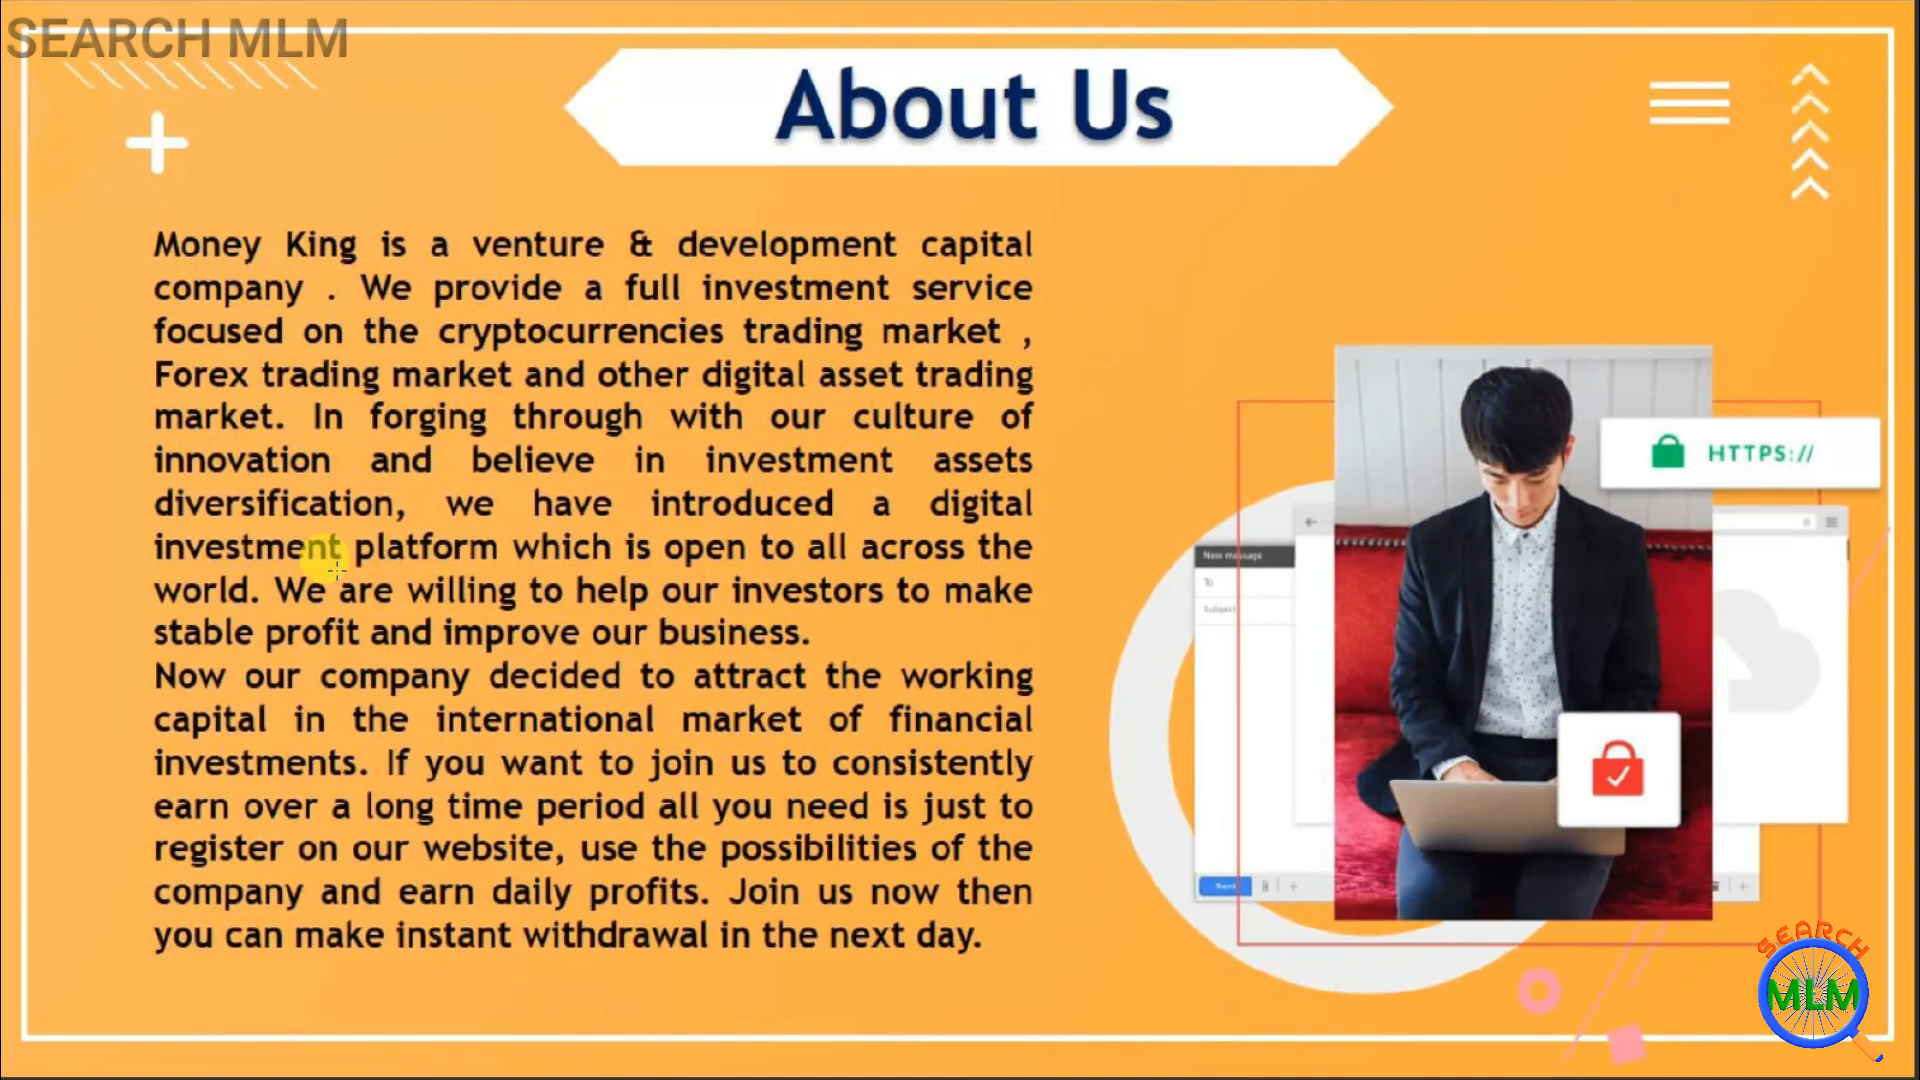 SEARCH MLM
About Us
Money King is a venture & development capital
company . We provide a full investment service
focused on the cryptocurrencies trading market ,
Forex trading market and other digital asset trading
market. In forging through with our culture of
innovation and believe in investment assets
diversification, we have introduced a digital
investment platform which is open to all across the
world. We are willing to help our investors to make
stable profit and improve our business.
Now our company decided to attract the working
capital in the international market of financial
investments. If you want to join us to consistently
earn over a long time period all you need is just to
register on our website, use the possibilities of the
company and earn daily profits. Join us now then
you can make instant withdrawal in the next day.
HTTPS://
New message
To
Subject
Send
SEARCH
MLM